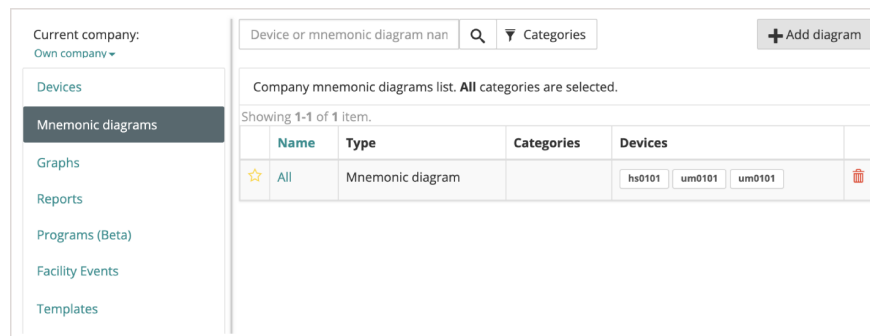 Current company:
Own company
Devices
Mnemonic diagrams
Graphs
Reports
Programs (Beta)
Facility Events
Templates
Device or mnemonic diagram nam
Categories
Add diagram
Company mnemonic diagrams list. All categories are selected.
Showing 1-1 of 1 item.
Name Type Categories Devices
All Mnemonic diagram hs0101 um0101 um0101